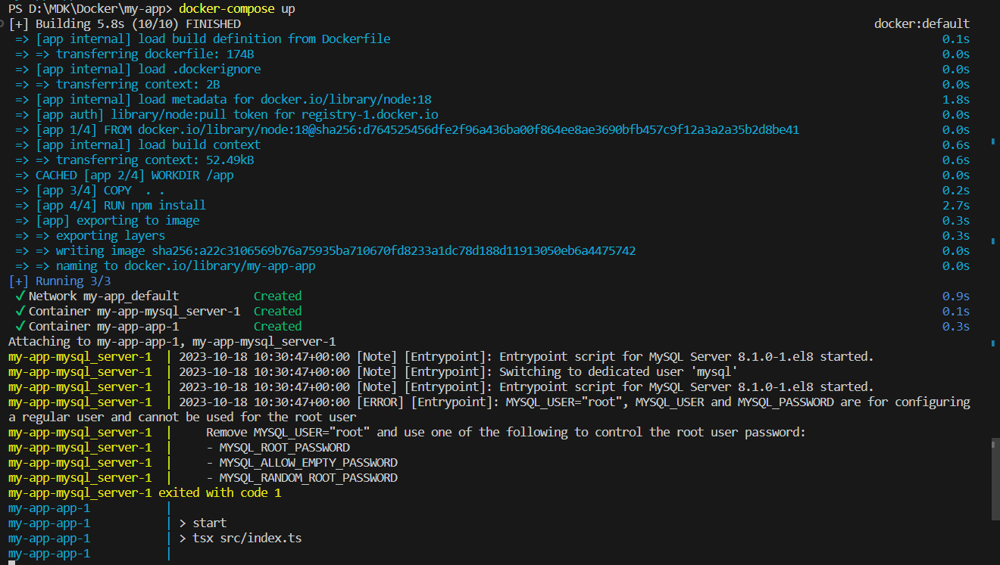 PS D:\MDK\Docker\my-app> docker-compose up
[+] Building 5.8s (10/10) FINISHED docker:default
=> [app internal] load build definition from Dockerfile 0.1s
=> => transferring dockerfile: 174B 0.0s
=> [app internal] load .dockerignore 0.0s
=> => transferring context: 2B 0.0s
=> [app internal] load metadata for docker.io/library/node:18 1.8s
=> [app auth] library/node:pull token for registry-1.docker.io 0.0s
=> [app 1/4] FROM docker.io/library/node:18@sha256:d764525456dfe2f96a436ba00f864ee8ae3690bfb457c9f12a3a2a35b2d8be41 0.0s
=> [app internal] load build context 0.6s
=> => transferring context: 52.49kB 0.6s
=> CACHED [app 2/4] WORKDIR /app 0.0s
=> [app 3/4] COPY  . . 0.2s
=> [app 4/4] RUN npm install 2.7s
=> [app] exporting to image 0.3s
=> => exporting layers 0.3s
=> => writing image sha256:a22c3106569b76a75935ba710670fd8233a1dc78d188d11913050eb6a4475742 0.0s
=> => naming to docker.io/library/my-app-app 0.0s
[+] Running 3/3
✔ Network my-app_default Created 0.9s
✔ Container my-app-mysql_server-1 Created 0.1s
✔ Container my-app-app-1 Created 0.3s
Attaching to my-app-app-1, my-app-mysql_server-1
my-app-mysql_server-1 | 2023-10-18 10:30:47+00:00 [Note] [Entrypoint]: Entrypoint script for MySQL Server 8.1.0-1.el8 started.
my-app-mysql_server-1 | 2023-10-18 10:30:47+00:00 [Note] [Entrypoint]: Switching to dedicated user 'mysql'
my-app-mysql_server-1 | 2023-10-18 10:30:47+00:00 [Note] [Entrypoint]: Entrypoint script for MySQL Server 8.1.0-1.el8 started.
my-app-mysql_server-1 | 2023-10-18 10:30:47+00:00 [ERROR] [Entrypoint]: MYSQL_USER="root", MYSQL_USER and MYSQL_PASSWORD are for configuring
a regular user and cannot be used for the root user
my-app-mysql_server-1 | Remove MYSQL_USER="root" and use one of the following to control the root user password:
my-app-mysql_server-1 | - MYSQL_ROOT_PASSWORD
my-app-mysql_server-1 | - MYSQL_ALLOW_EMPTY_PASSWORD
my-app-mysql_server-1 | - MYSQL_RANDOM_ROOT_PASSWORD
my-app-mysql_server-1 exited with code 1
my-app-app-1 |
my-app-app-1 | > start
my-app-app-1 | > tsx src/index.ts
my-app-app-1 |